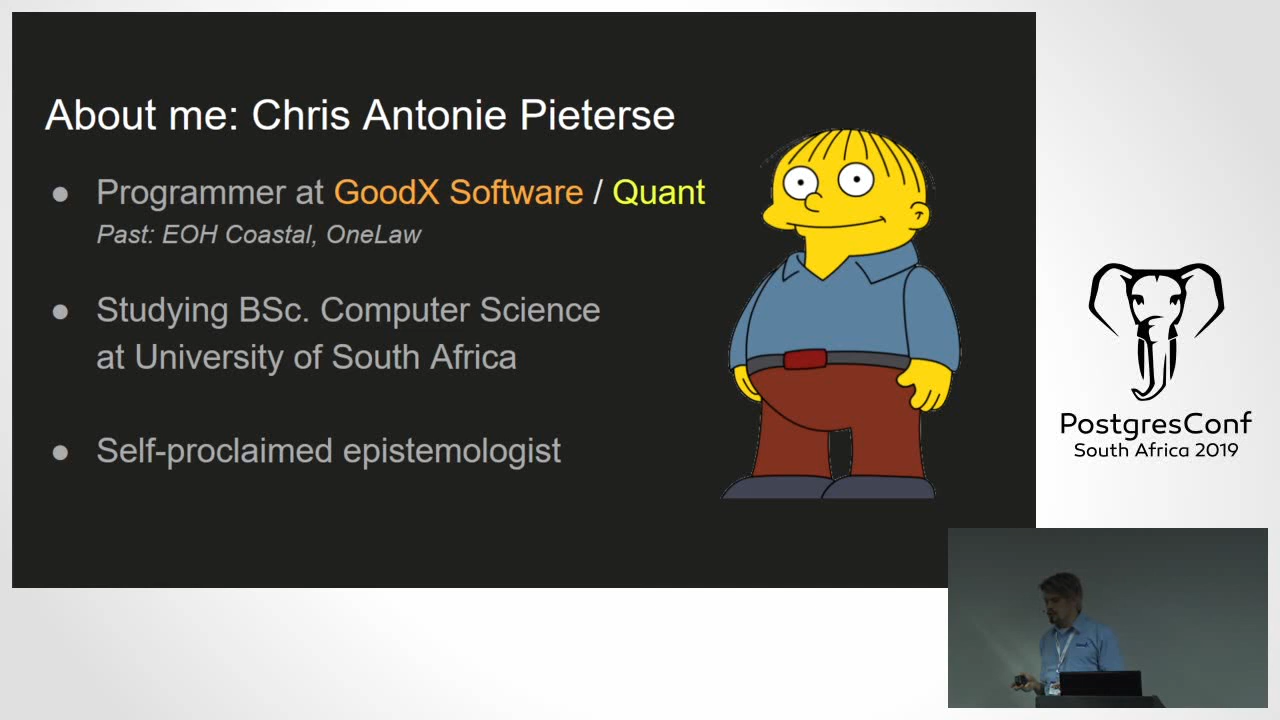 About me: Chris Antonie Pieterse
● Programmer at GoodX Software / Quant
Past: EOH Coastal, OneLaw
● Studying BSc. Computer Science
at University of South Africa
● Self-proclaimed epistemologist
PostgresConf
South Africa 2019